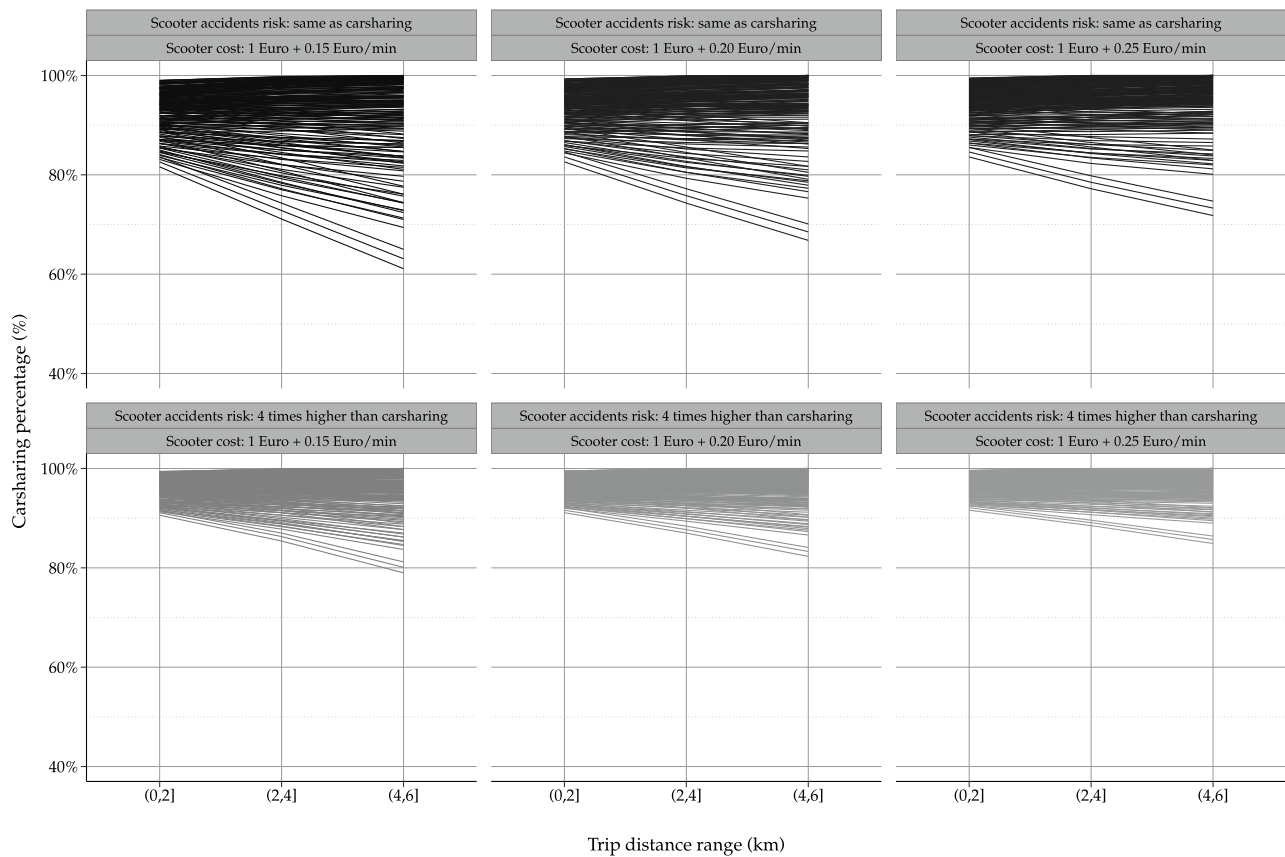 Scooter accidents risk: same as carsharing
Scooter cost: 1 Euro + 0.15 Euro/min
Scooter accidents risk: same as carsharing
Scooter cost: 1 Euro + 0.20 Euro/min
Scooter accidents risk: same as carsharing
Scooter cost: 1 Euro + 0.25 Euro/min
100%
80%
60%
40%
Carsharing percentage (%)
Scooter accidents risk: 4 times higher than carsharing
Scooter cost: 1 Euro + 0.15 Euro/min
Scooter accidents risk: 4 times higher than carsharing
Scooter cost: 1 Euro + 0.20 Euro/min
Scooter accidents risk: 4 times higher than carsharing
Scooter cost: 1 Euro + 0.25 Euro/min
100%
80%
60%
40%
(0,2] (2,4] (4,6] (0,2] (2,4] (4,6] (0,2] (2,4] (4,6]
Trip distance range (km)